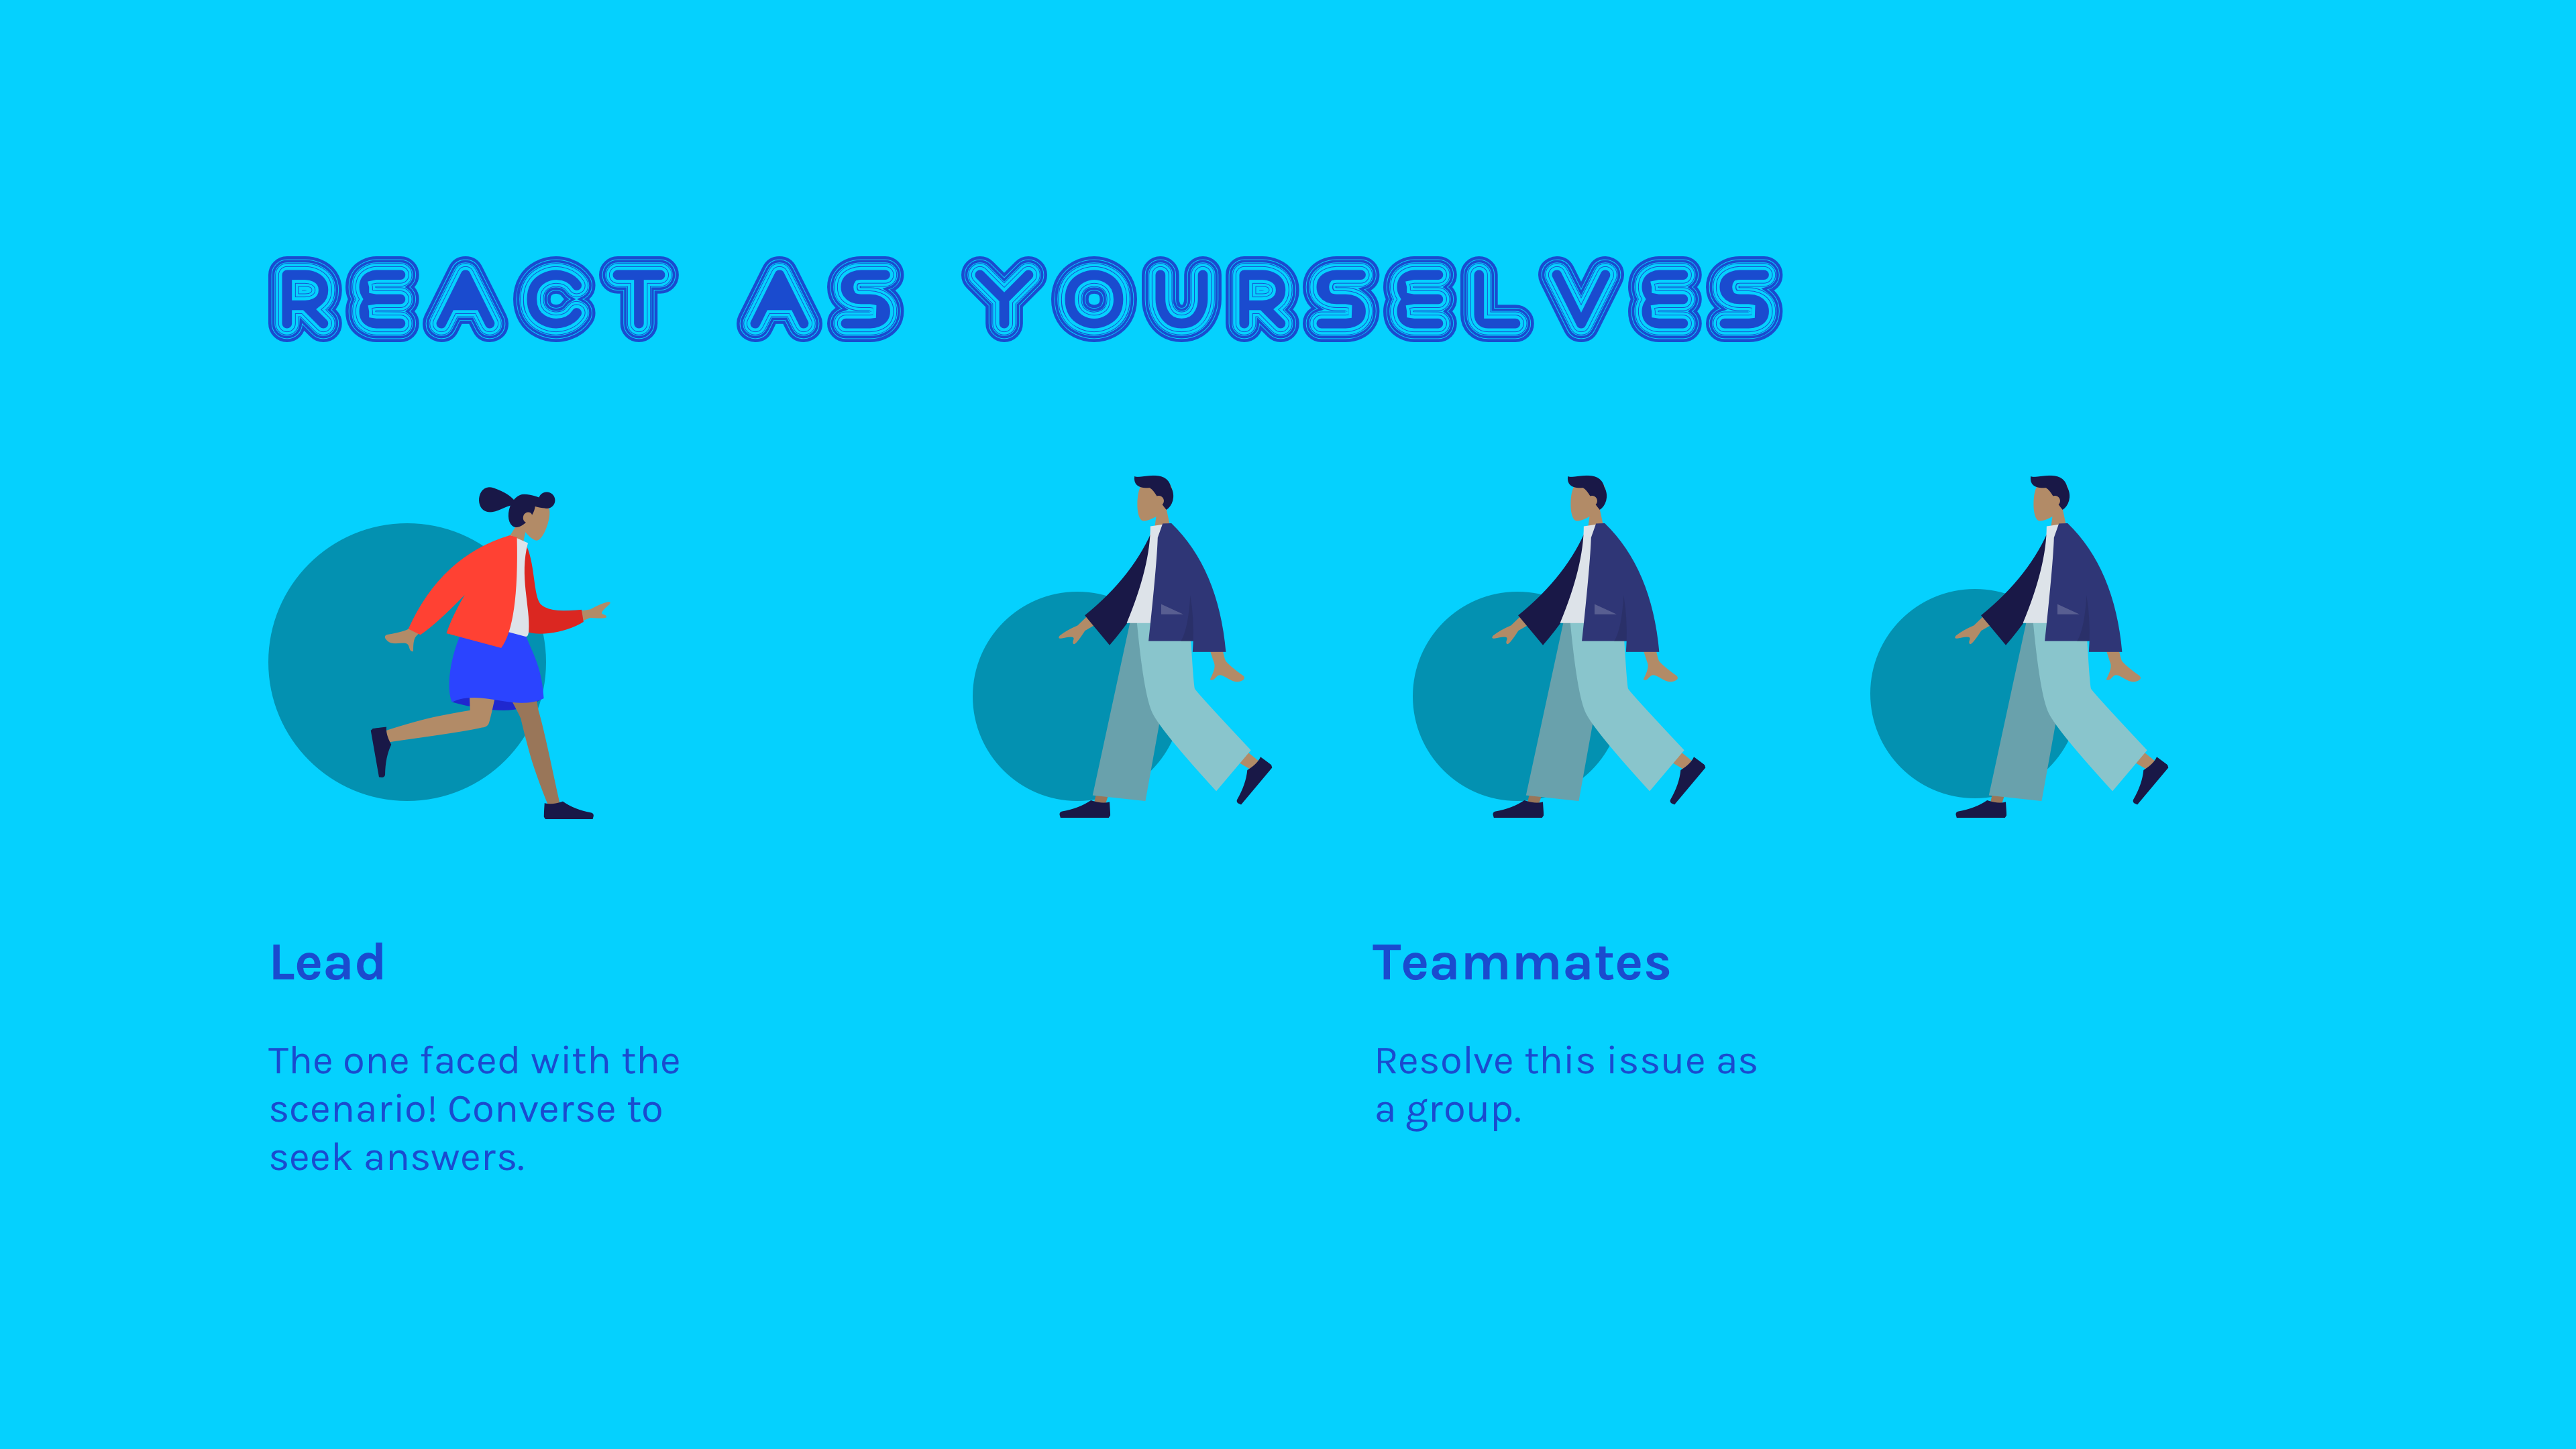 REACT AS YOURSELVES
Lead
The one faced with the
scenario! Converse to
seek answers.
Teammates
Resolve this issue as
a group.